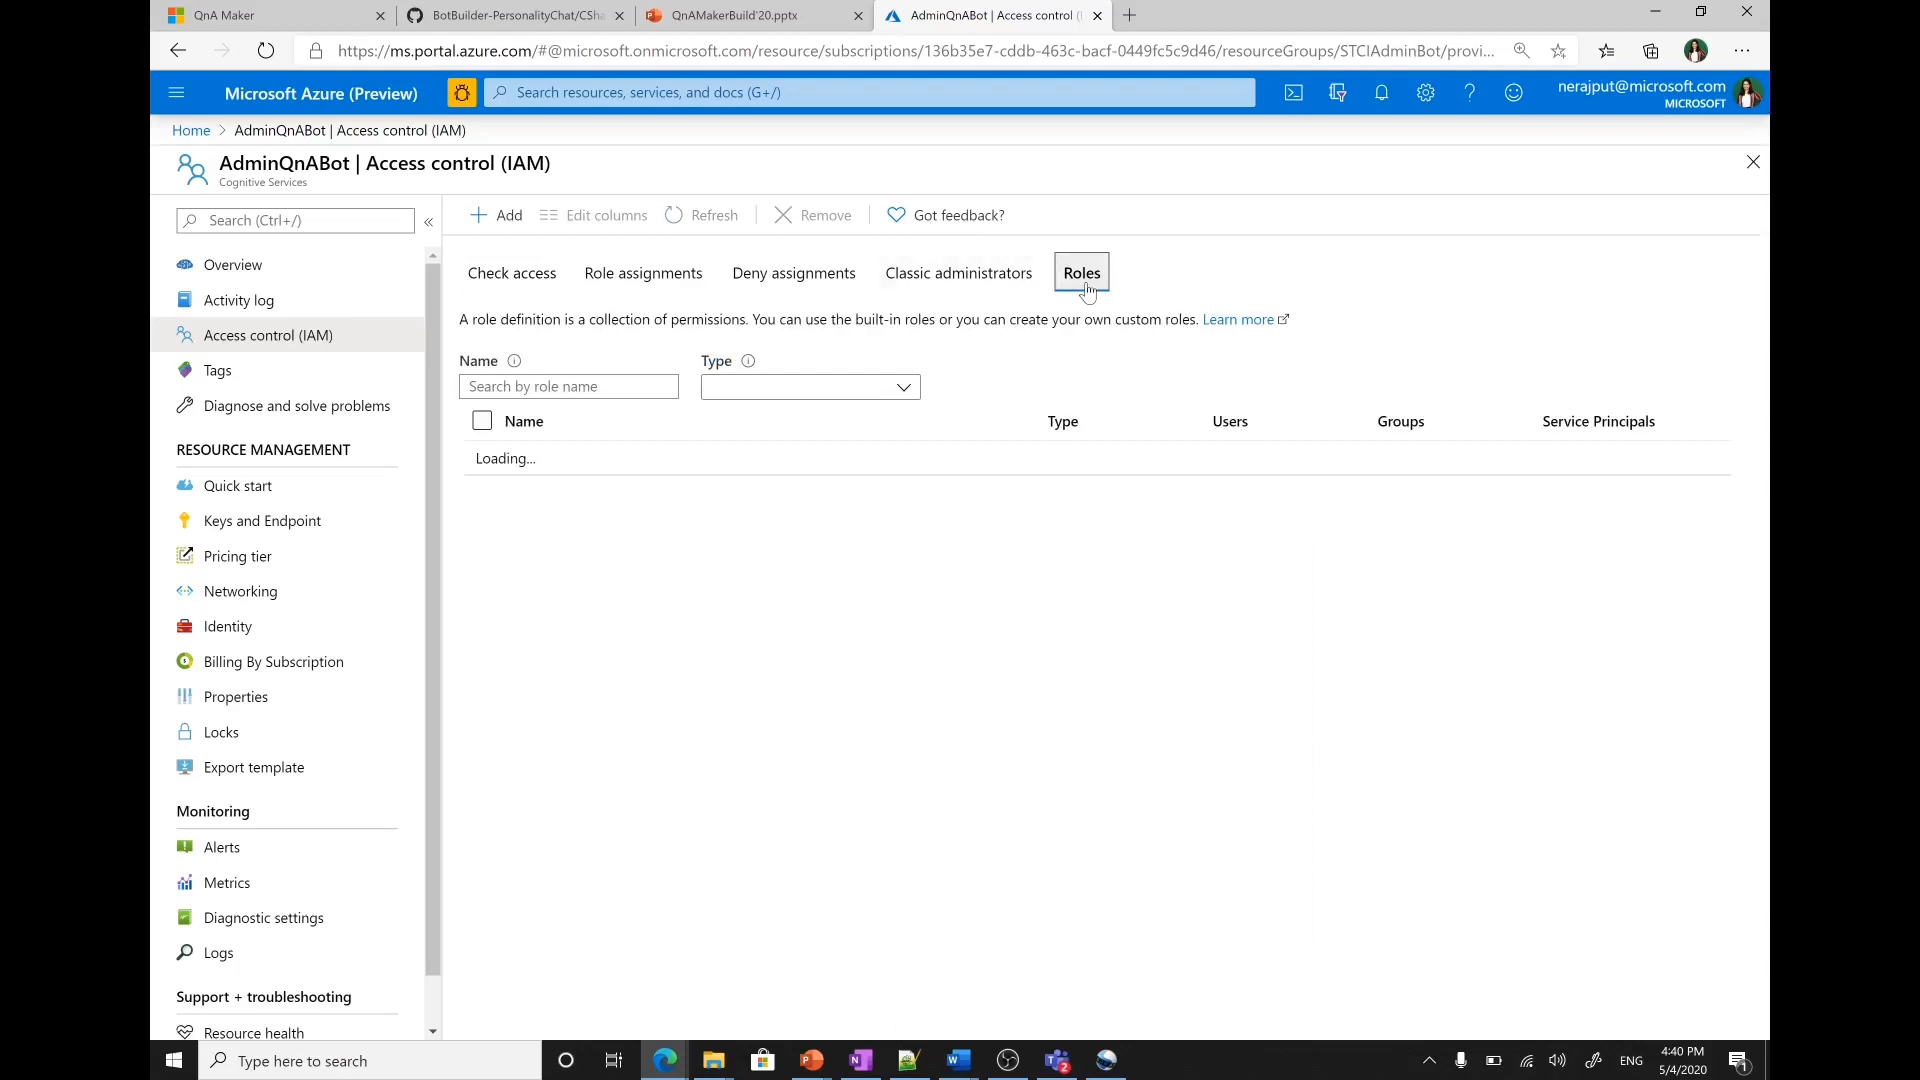 QnA Maker
BotBuilder-PersonalityChat/CSha
QnAMakerBuild'20.pptx
AdminQnABot | Access control (I
https://ms.portal.azure.com/#@microsoft.onmicrosoft.com/resource/subscriptions/136b35e7-cddb-463c-bacf-0449fc5c9d46/resourceGroups/STCIAdminBot/provi...
Microsoft Azure (Preview)
Search resources, services, and docs (G+/)
nerajput@microsoft.com
MICROSOFT
Home > AdminQnABot | Access control (IAM)
AdminQnABot | Access control (IAM)
Cognitive Services
Search (Ctrl+/)
Add
Edit columns
Refresh
Remove
Got feedback?
Overview
Activity log
Access control (IAM)
Tags
Diagnose and solve problems
RESOURCE MANAGEMENT
Quick start
Keys and Endpoint
Pricing tier
Networking
Identity
Billing By Subscription
Properties
Locks
Export template
Monitoring
Alerts
Metrics
Diagnostic settings
Logs
Support + troubleshooting
Resource health
Check access
Role assignments
Deny assignments
Classic administrators
Roles
A role definition is a collection of permissions. You can use the built-in roles or you can create your own custom roles. Learn more
Name
Type
Search by role name
Name
Type
Users
Groups
Service Principals
Loading...
Type here to search
2
ENG
4:40 PM
5/4/2020
1